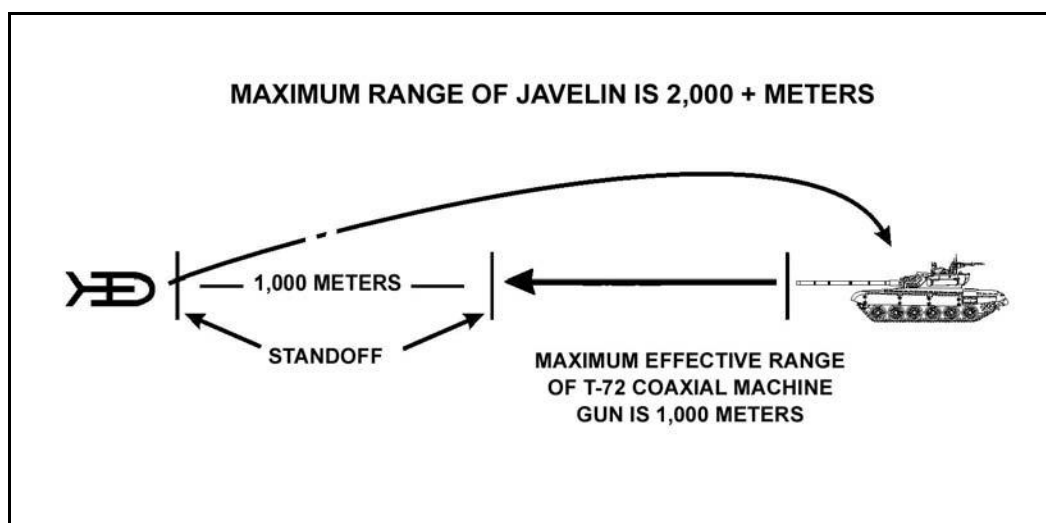 MAXIMUM RANGE OF JAVELIN IS 2,000 + METERS
1,000 METERS
STANDOFF
MAXIMUM EFFECTIVE RANGE
OF T-72 COAXIAL MACHINE
GUN IS 1,000 METERS